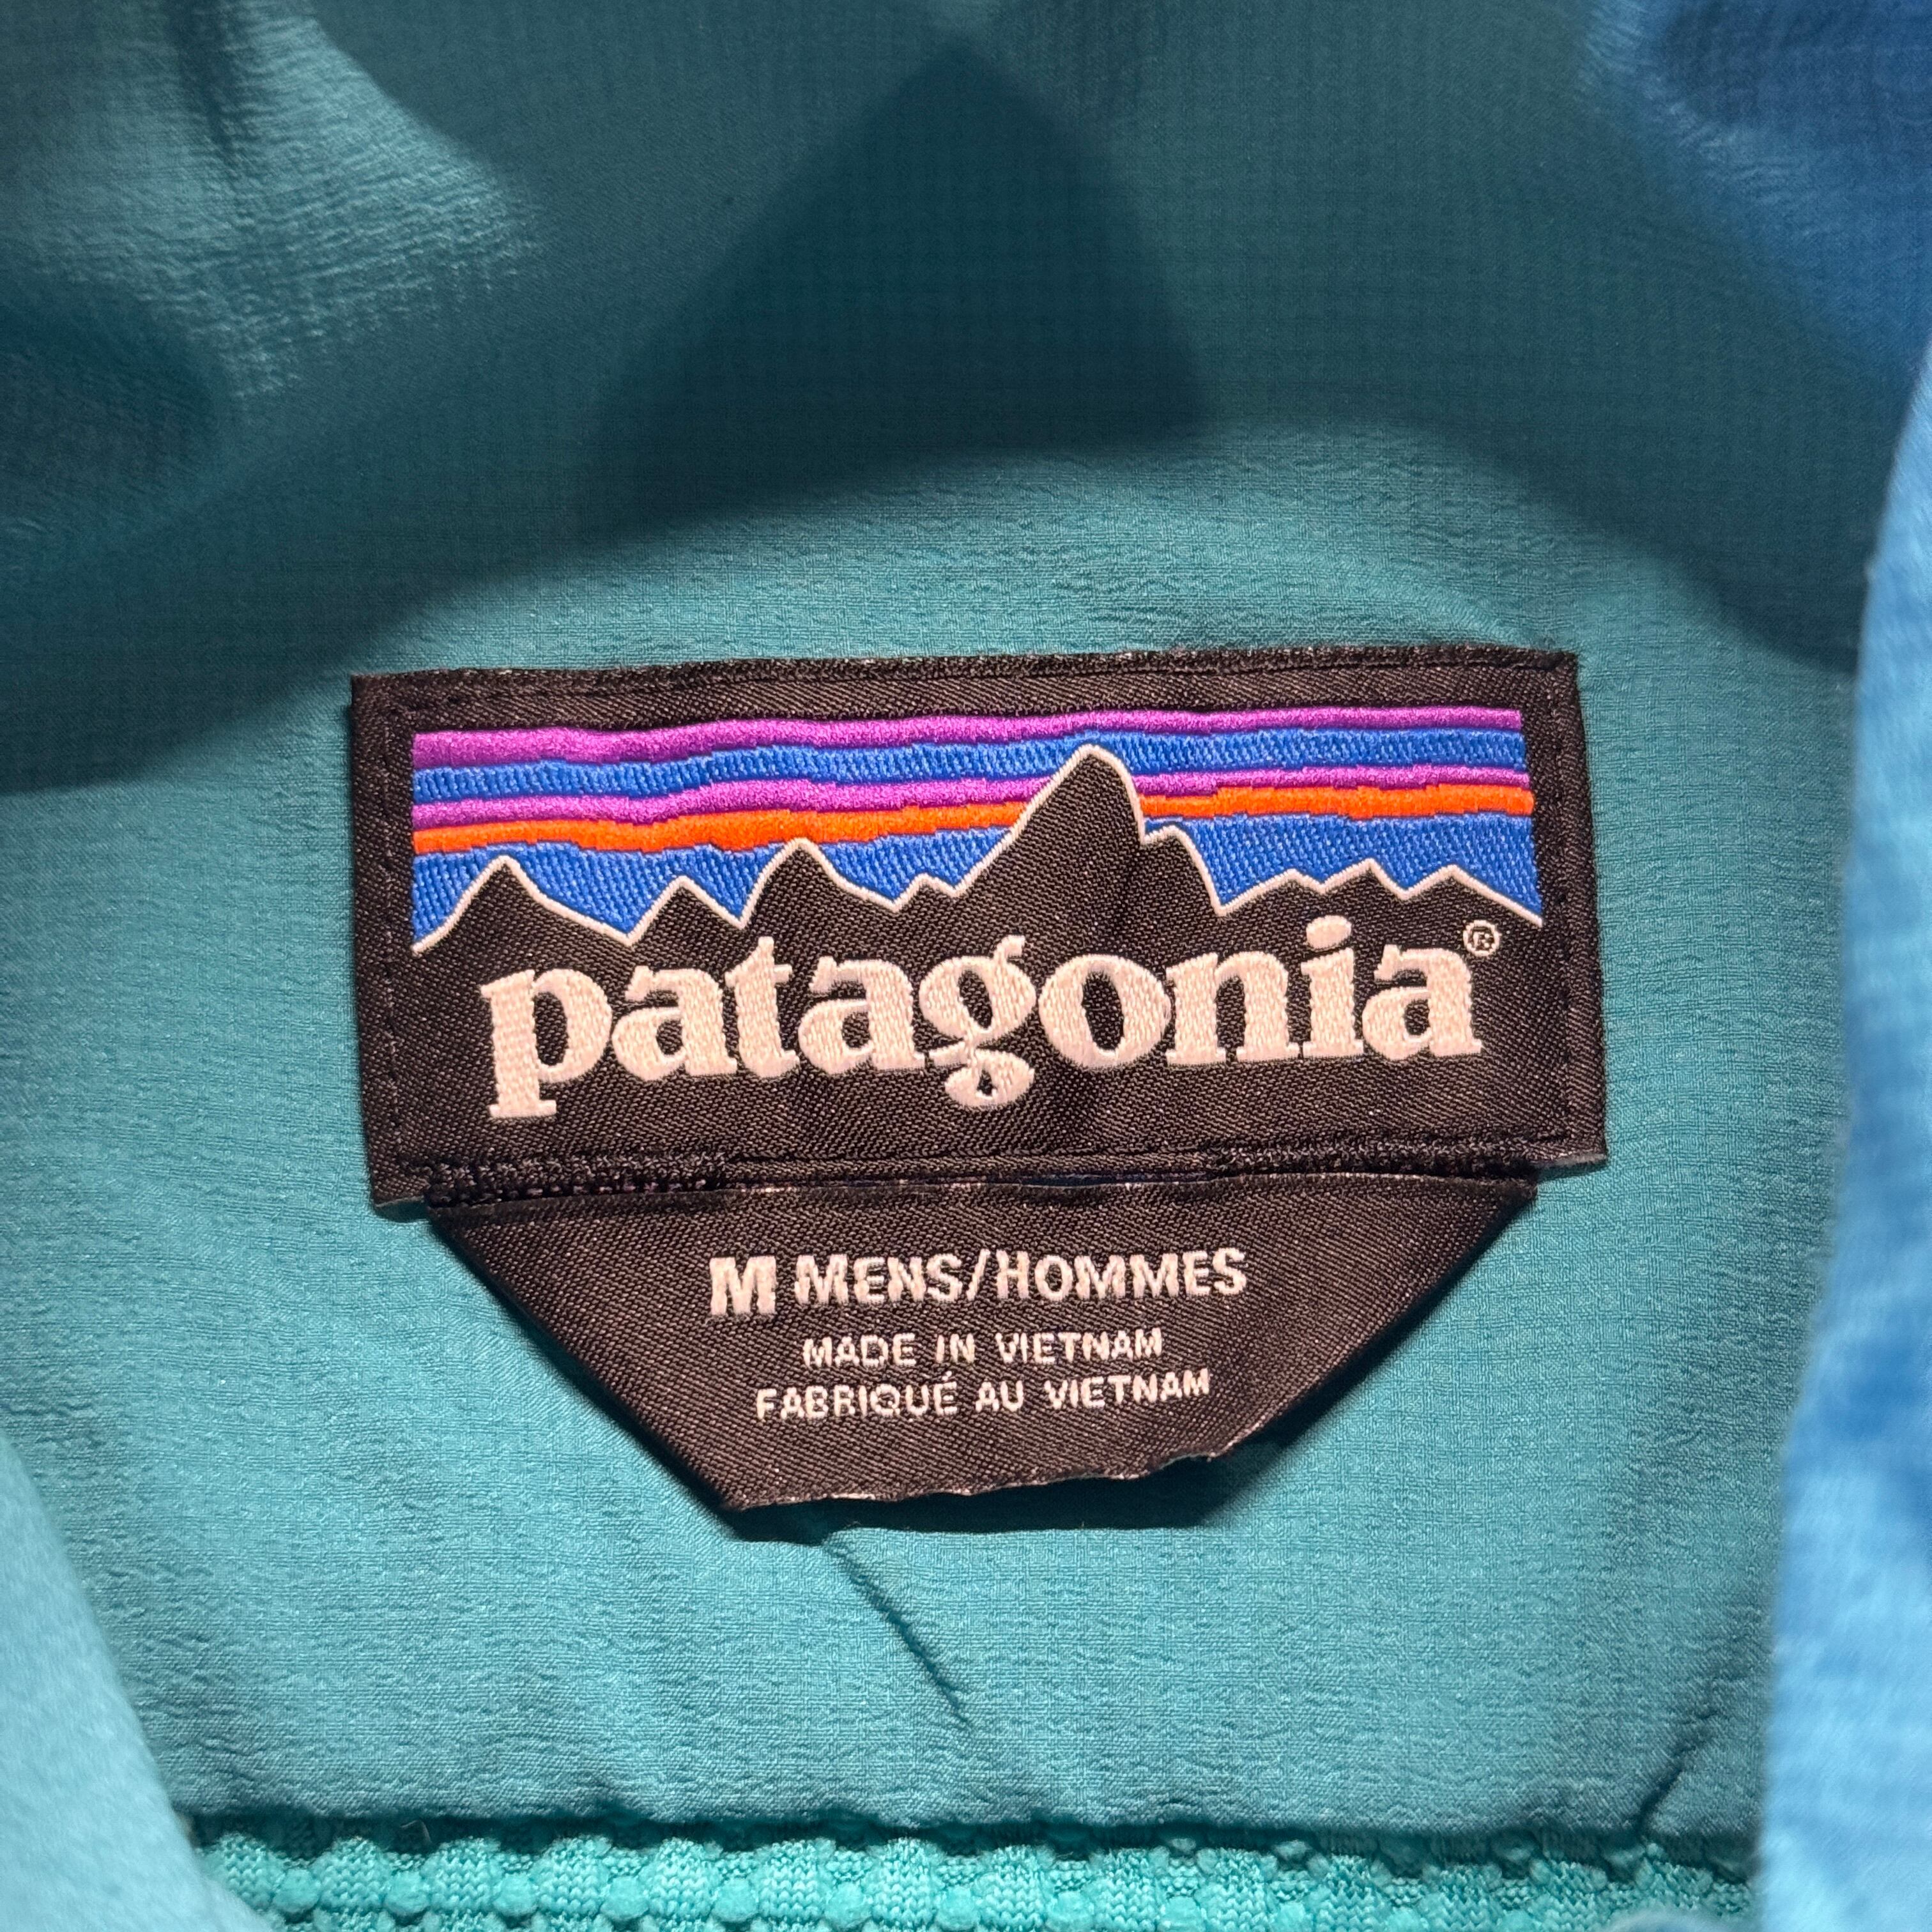 patagonia®
M MENS/HOMMES
MADE IN VIETNAM
FABRIQUÉ AU VIETNAM